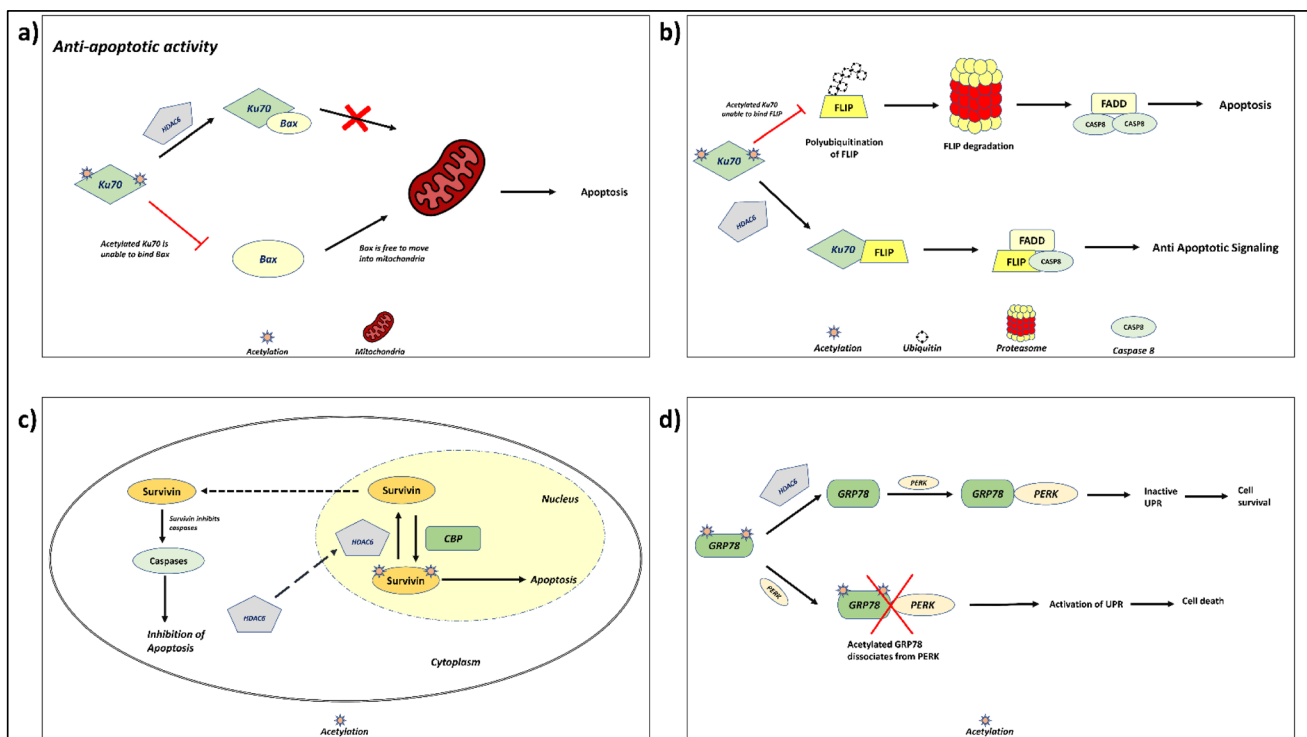 a)
Anti-apoptotic activity
HDAC6
Ku70
Bax
Ku70
Acetylated Ku70 is
unable to bind Bax
Bax
Bax is free to move
into mitochondria
Apoptosis
Acetylation
Mitochondria
b)
Acetylated Ku70
unable to bind FLIP
FLIP
Polyubiquitination
of FLIP
FLIP degradation
FADD
CASP8
CASP8
Apoptosis
Ku70
HDAC6
Ku70
FLIP
FADD
FLIP
CASP8
Anti Apoptotic Signaling
Acetylation
Ubiquitin
Proteasome
CASP8
Caspase 8
c)
Survivin
Survivin
Nucleus
Survivin inhibits
caspases
HDAC6
CBP
Caspases
Survivin
Apoptosis
HDAC6
Inhibition of
Apoptosis
Cytoplasm
Acetylation
d)
HDAC6
GRP78
PERK
GRP78
PERK
Inactive
UPR
Cell
survival
GRP78
PERK
GRP78
PERK
Activation of UPR
Cell death
Acetylated GRP78
dissociates from PERK
Acetylation